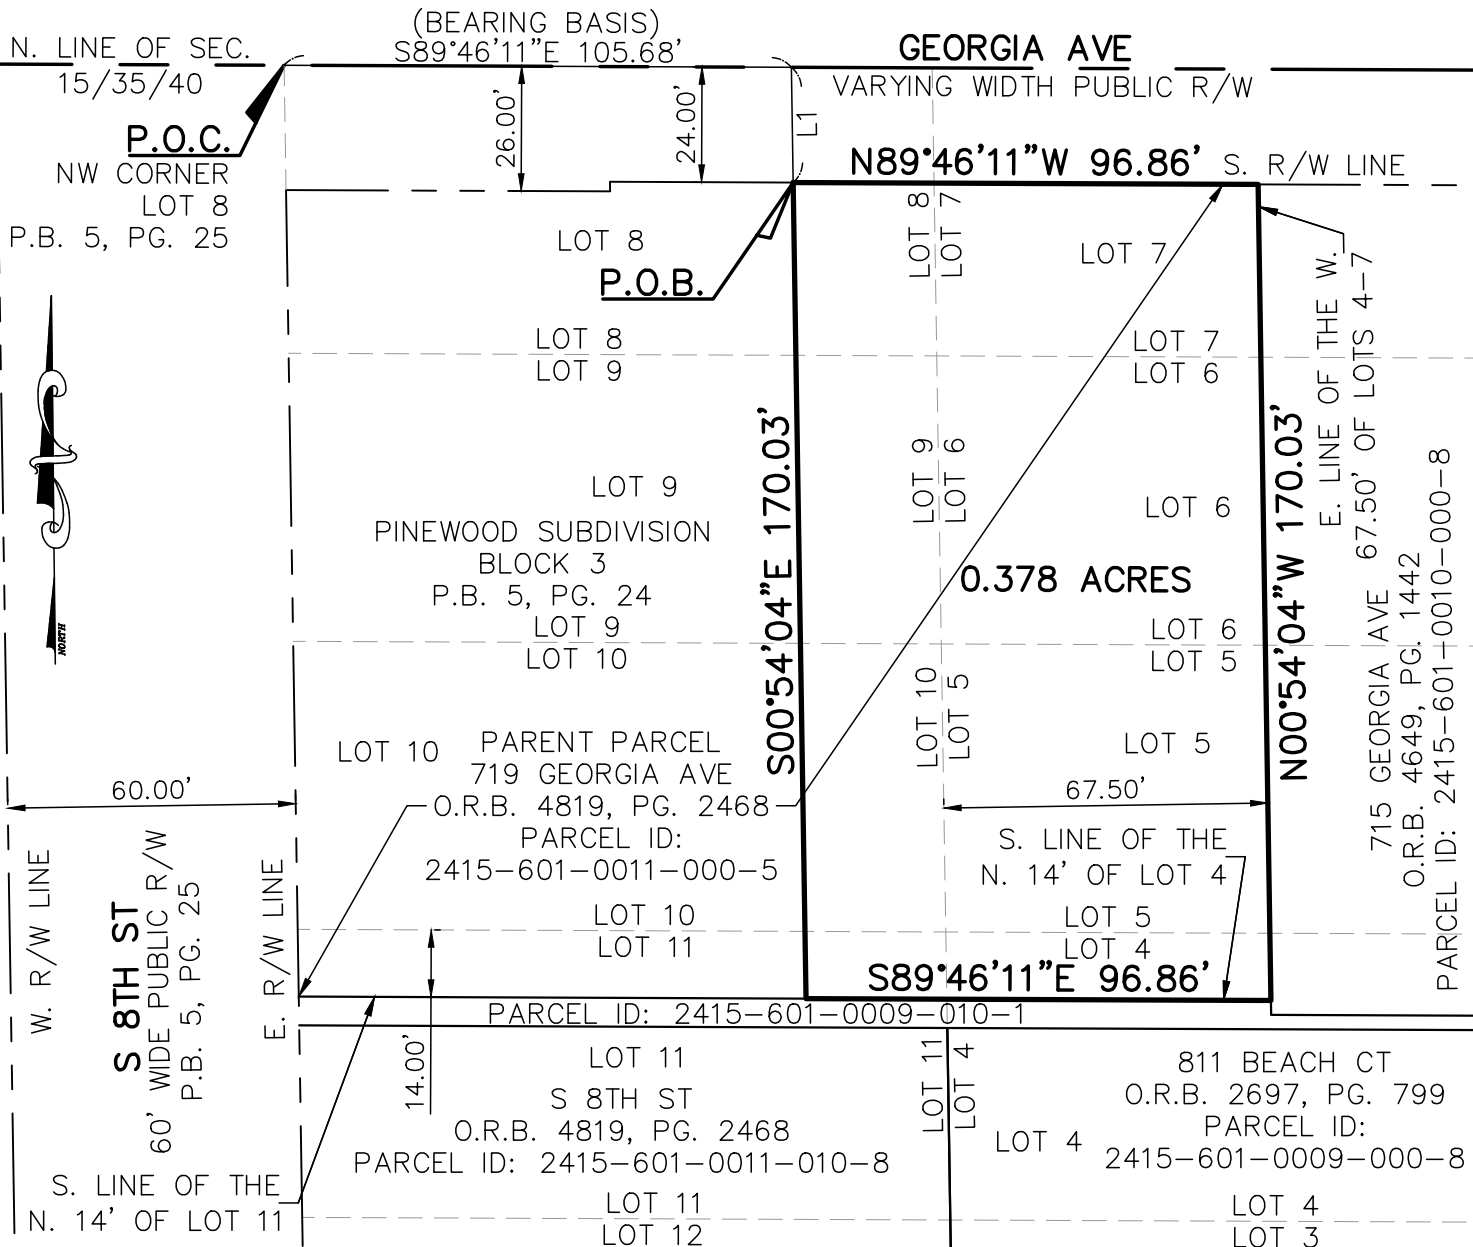 (BEARING BASIS)
S89°46'11"E 105.68'
N. LINE OF SEC.
15/35/40
GEORGIA AVE
VARYING WIDTH PUBLIC R/W
P.O.C.
NW CORNER
LOT 8
P.B. 5, PG. 25
26.00'
24.00'
L1
N89°46'11"W 96.86'
S. R/W LINE
LOT 8
P.O.B.
LOT 8
LOT 7
LOT 7
E. LINE OF THE W.
67.50' OF LOTS 4-7
LOT 8
LOT 9
LOT 7
LOT 6
NORTH
LOT 9
LOT 9
LOT 6
LOT 6
PINEWOOD SUBDIVISION
BLOCK 3
P.B. 5, PG. 24
S00°54'04"E 170.03'
0.378 ACRES
N00°54'04"W 170.03'
LOT 9
LOT 10
LOT 6
LOT 5
LOT 10
LOT 5
LOT 10
LOT 5
PARENT PARCEL
719 GEORGIA AVE
O.R.B. 4819, PG. 2468
PARCEL ID:
2415-601-0011-000-5
715 GEORGIA AVE
O.R.B. 4649, PG. 1442
PARCEL ID: 2415-601-0010-000-8
60.00'
67.50'
S. LINE OF THE
N. 14' OF LOT 4
W. R/W LINE
S 8TH ST
60' WIDE PUBLIC R/W
P.B. 5, PG. 25
E. R/W LINE
LOT 10
LOT 11
LOT 5
LOT 4
S89°46'11"E 96.86'
PARCEL ID: 2415-601-0009-010-1
14.00'
LOT 11
S 8TH ST
O.R.B. 4819, PG. 2468
PARCEL ID: 2415-601-0011-010-8
LOT 11
LOT 4
LOT 4
811 BEACH CT
O.R.B. 2697, PG. 799
PARCEL ID:
2415-601-0009-000-8
S. LINE OF THE
N. 14' OF LOT 11
LOT 11
LOT 12
LOT 4
LOT 3